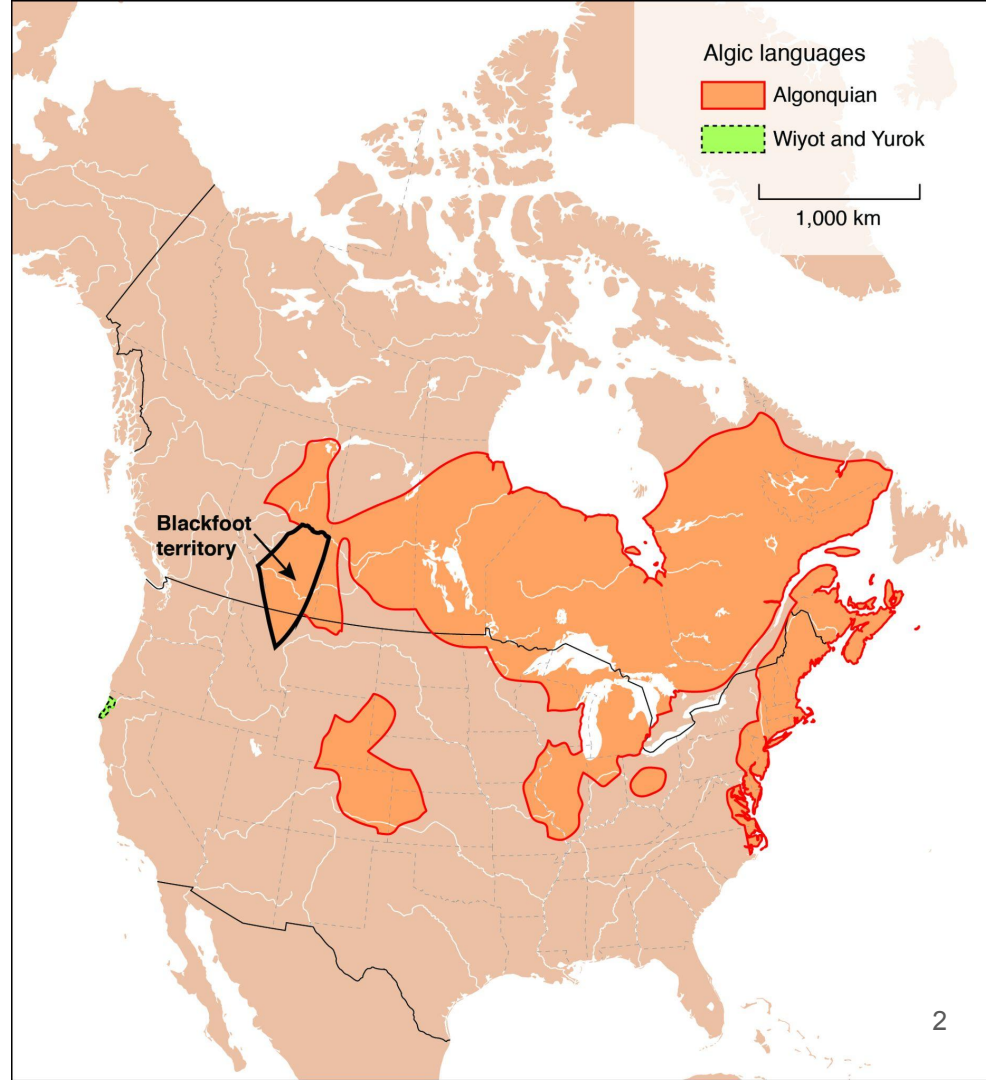 Algic languages
Algonquian
Wiyot and Yurok
1,000 km
Blackfoot
territory
2